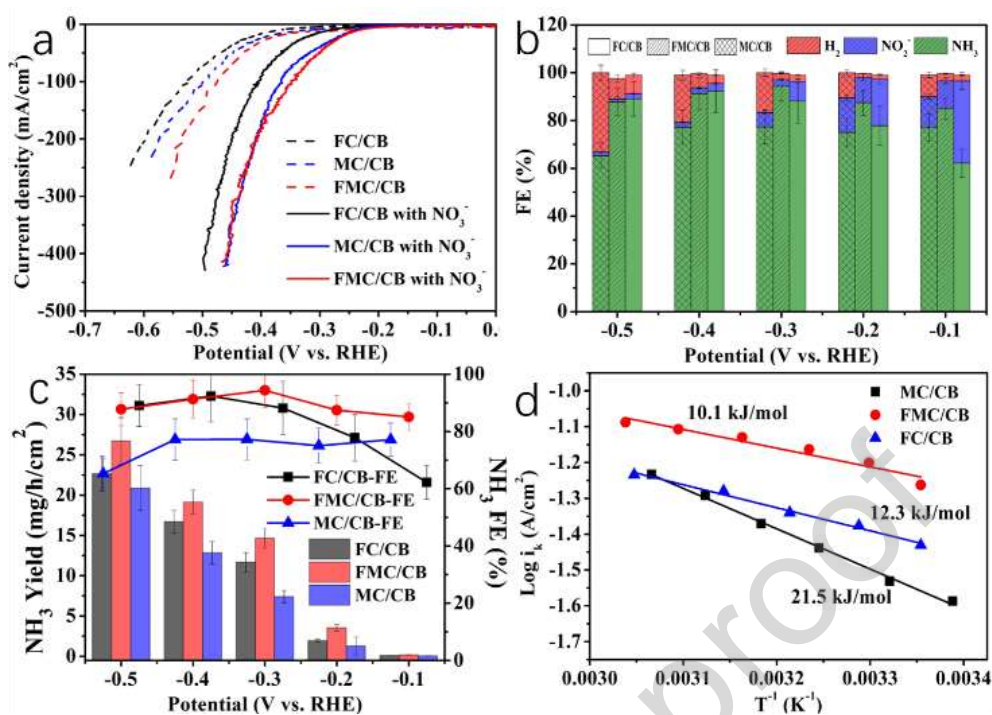 a
Current density (mA/cm²)
0
-100
-200
-300
-400
-500
-0.7 -0.6 -0.5 -0.4 -0.3 -0.2 -0.1 0.
Potential (V vs. RHE)
FC/CB
MC/CB
FMC/CB
FC/CB with NO₃⁻
MC/CB with NO₃⁻
FMC/CB with NO₃⁻
b
FE (%)
120
100
80
60
40
20
0
FC/CB FMC/CB MC/CB H₂ NO₂⁻ NH₃
-0.5 -0.4 -0.3 -0.2 -0.1
Potential (V vs. RHE)
c
NH₃ Yield (mg/h/cm²)
35
30
25
20
15
10
5
0
NH₃ FE (%)
100
80
60
40
20
0
FC/CB-FE
FMC/CB-FE
MC/CB-FE
FC/CB
FMC/CB
MC/CB
-0.5 -0.4 -0.3 -0.2 -0.1
Potential (V vs. RHE)
d
Log iₖ (A/cm²)
-1.0
-1.1
-1.2
-1.3
-1.4
-1.5
-1.6
-1.7
MC/CB
FMC/CB
FC/CB
10.1 kJ/mol
12.3 kJ/mol
21.5 kJ/mol
0.0030 0.0031 0.0032 0.0033 0.0034
T⁻¹ (K⁻¹)
proof